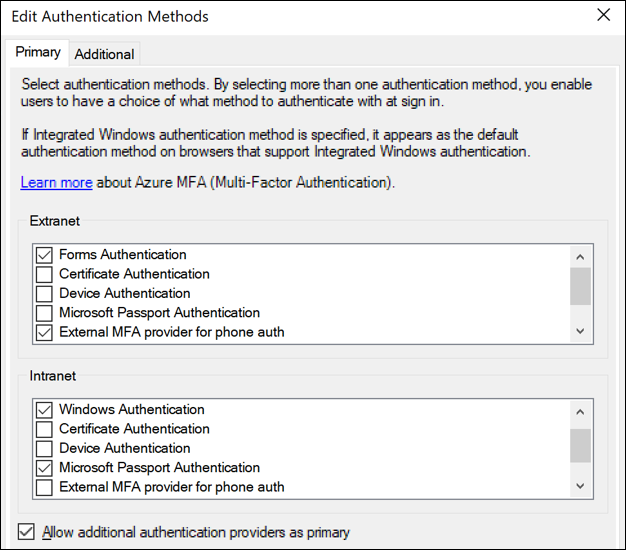 Edit Authentication Methods
Primary
Additional
Select authentication methods. By selecting more than one authentication method, you enable
users to have a choice of what method to authenticate with at sign in.
If Integrated Windows authentication method is specified, it appears as the default
authentication method on browsers that support Integrated Windows authentication.
Learn more about Azure MFA (Multi-Factor Authentication).
Extranet
Forms Authentication
Certificate Authentication
Device Authentication
Microsoft Passport Authentication
External MFA provider for phone auth
Intranet
Windows Authentication
Certificate Authentication
Device Authentication
Microsoft Passport Authentication
External MFA provider for phone auth
Allow additional authentication providers as primary